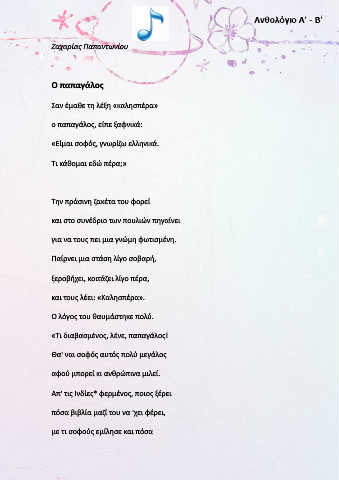 Ανθολόγιο Α' - Β'
Ζαχαρίας Παπαντωνίου
Ο παπαγάλος
Σαν έμαθε τη λέξη «καλησπέρα»
ο παπαγάλος, είπε ξαφνικά:
«Είμαι σοφός, γνωρίζω ελληνικά.
Τι κάθομαι εδώ πέρα;»
Την πράσινη ζακέτα του φορεί
και στο συνέδριο των πουλιών πηγαίνει
για να τους πει μια γνώμη φωτισμένη.
Παίρνει μια στάση λίγο σοβαρή,
ξεροβήχει, κοιτάζει λίγο πέρα,
και τους λέει: «Καλησπέρα».
Ο λόγος του θαυμάστηκε πολύ.
«Τι διαβασμένος, λένε, παπαγάλος!
Θα' ναι σοφός αυτός πολύ μεγάλος
αφού μπορεί κι ανθρώπινα μιλεί.
Απ' τις Ινδίες* φερμένος, ποιος ξέρει
πόσα βιβλία μαζί του να 'χει φέρει,
με τι σοφούς εμίλησε και πόσα